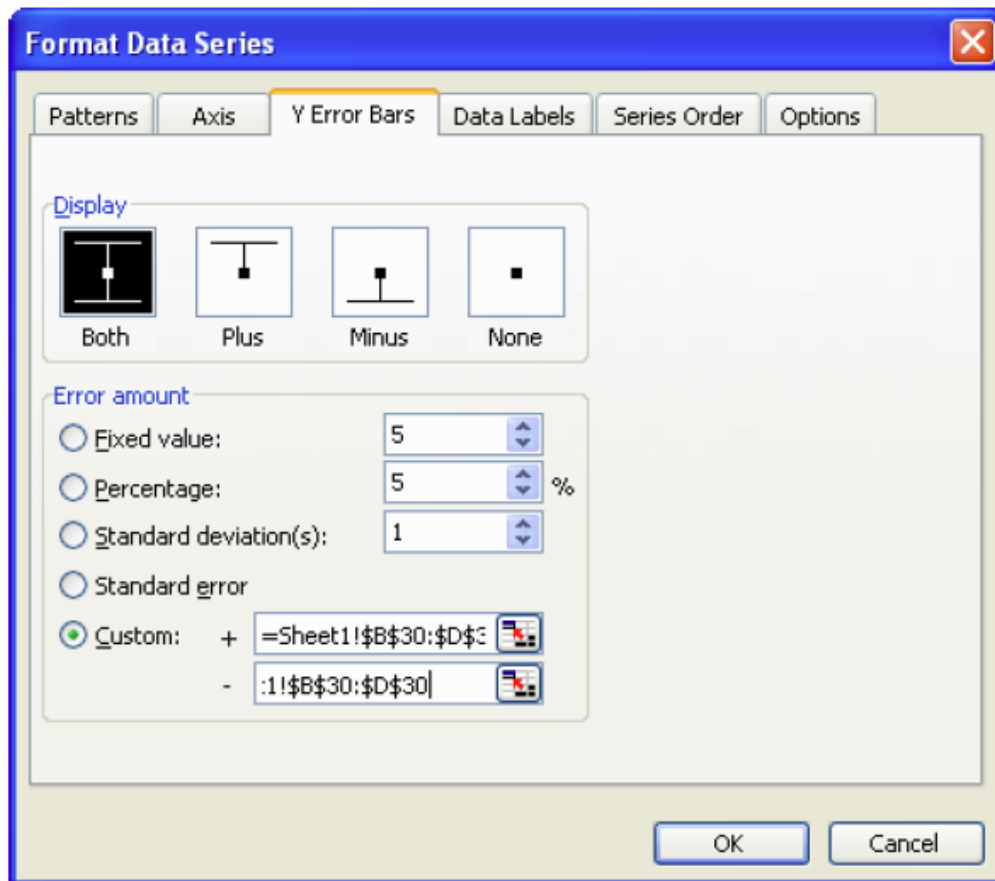 Format Data Series
Patterns Axis Y Error Bars Data Labels Series Order Options
Display
Both Plus Minus None
Error amount
Fixed value: 5
Percentage: 5 %
Standard deviation(s): 1
Standard error
Custom: + =Sheet1!$B$30:$D$3
- :1!$B$30:$D$30
OK Cancel